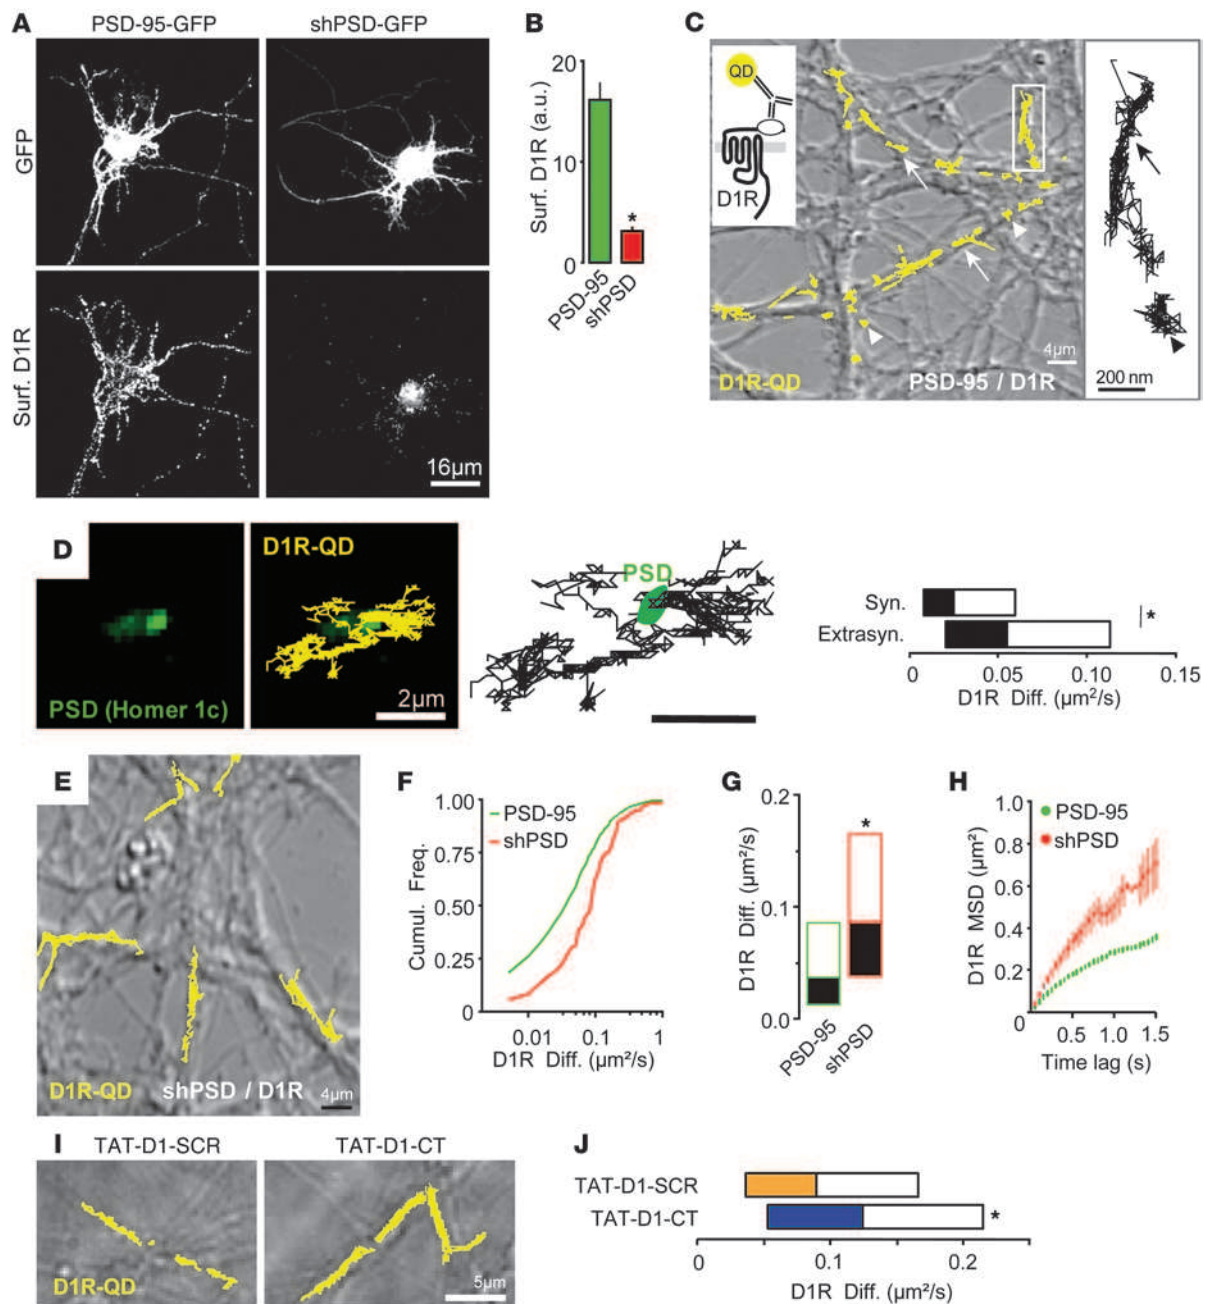 A
PSD-95-GFP
shPSD-GFP
GFP
Surf. D1R
16µm
B
Surf. D1R (a.u.)
20
10
0
*
PSD-95
shPSD
C
QD
D1R
D1R-QD
PSD-95 / D1R
4µm
200 nm
D
PSD (Homer 1c)
D1R-QD
2µm
PSD
Syn.
Extrasyn.
*
0
0.05
0.10
0.15
D1R Diff. (µm²/s)
E
D1R-QD
shPSD / D1R
4µm
F
Cumul. Freq.
1.00
0.75
0.50
0.25
0
PSD-95
shPSD
0.01
0.1
1
D1R Diff. (µm²/s)
G
D1R Diff. (µm²/s)
0.2
0.1
0.0
*
PSD-95
shPSD
H
D1R MSD (µm²)
1.0
0.8
0.6
0.4
0.2
0
PSD-95
shPSD
0.5
1.0
1.5
Time lag (s)
I
TAT-D1-SCR
TAT-D1-CT
D1R-QD
5µm
J
TAT-D1-SCR
TAT-D1-CT
*
0
0.1
0.2
D1R Diff. (µm²/s)